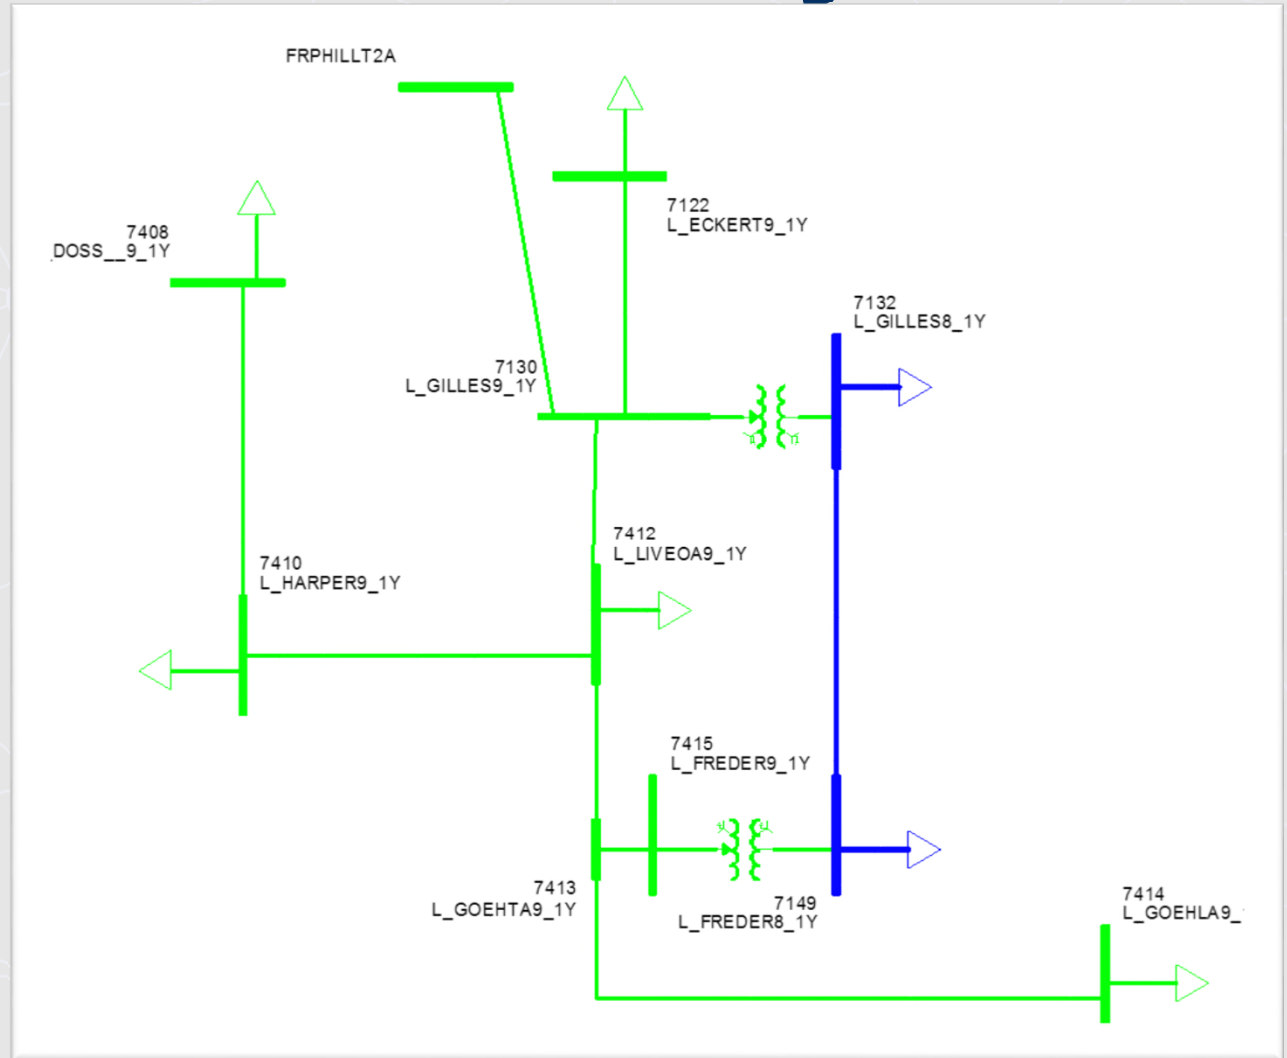 FRPHILLT2A
7122
L_ECKERT9_1Y
7408
DOSS__9_1Y
7132
L_GILLES8_1Y
7130
L_GILLES9_1Y
7412
L_LIVEOA9_1Y
7410
L_HARPER9_1Y
7415
L_FREDER9_1Y
7413
L_GOEHTA9_1Y
7149
L_FREDER8_1Y
7414
L_GOEHLA9_